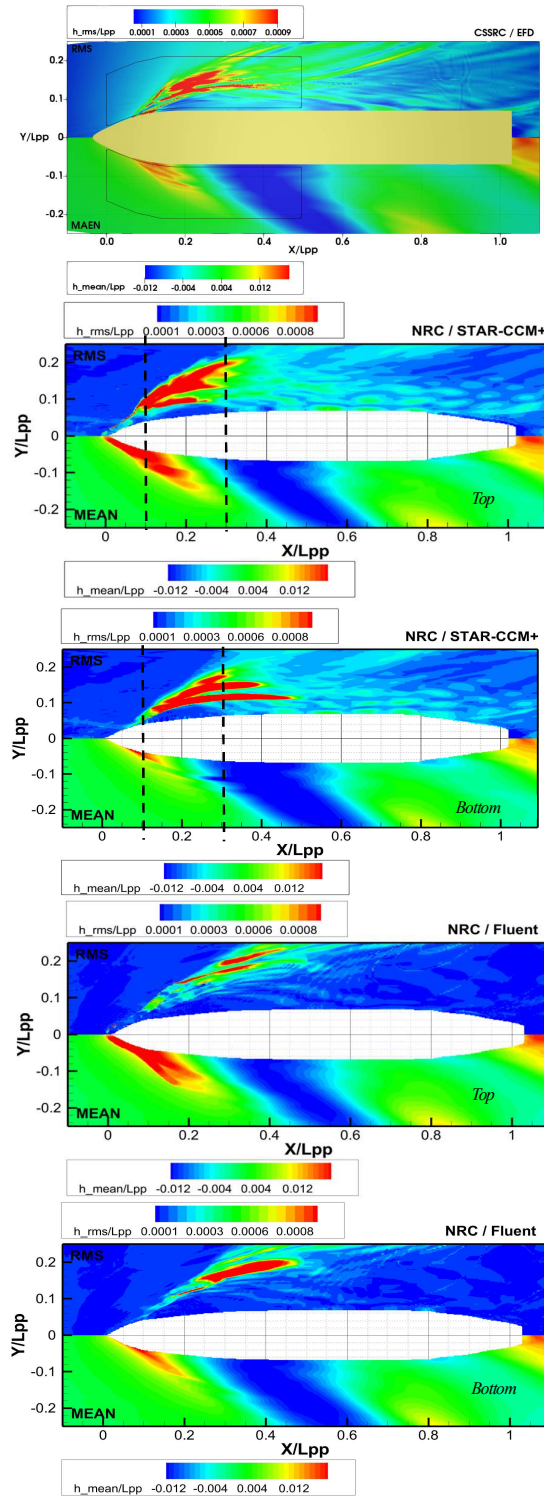 h_rms/Lpp 0.0001 0.0004 0.0007 0.0009
CSSRC / EFD
RMS
0.2
0.1
Y/Lpp 0
-0.1
-0.2
MAEN
0.0 0.2 0.4 0.6 0.8 1.0
X/Lpp
h_mean/Lpp -0.012 -0.004 0.004 0.012
h_rms/Lpp 0.0001 0.0003 0.0006 0.0008
NRC / STAR-CCM+
RMS
0.2
0.1
0
-0.1
-0.2
Y/Lpp
MEAN
Top
0 0.2 0.4 0.6 0.8 1
X/Lpp
h_mean/Lpp -0.012 -0.004 0.004 0.012
h_rms/Lpp 0.0001 0.0003 0.0006 0.0008
NRC / STAR-CCM+
RMS
0.2
0.1
0
-0.1
-0.2
Y/Lpp
MEAN
Bottom
0 0.2 0.4 0.6 0.8 1
X/Lpp
h_mean/Lpp -0.012 -0.004 0.004 0.012
h_rms/Lpp 0.0001 0.0003 0.0006 0.0008
NRC / Fluent
RMS
0.2
0.1
0
-0.1
-0.2
Y/Lpp
MEAN
Top
0 0.2 0.4 0.6 0.8 1
X/Lpp
h_mean/Lpp -0.012 -0.004 0.004 0.012
h_rms/Lpp 0.0001 0.0003 0.0006 0.0008
NRC / Fluent
RMS
0.2
0.1
0
-0.1
-0.2
Y/Lpp
MEAN
Bottom
0 0.2 0.4 0.6 0.8 1
X/Lpp
h_mean/Lpp -0.012 -0.004 0.004 0.012